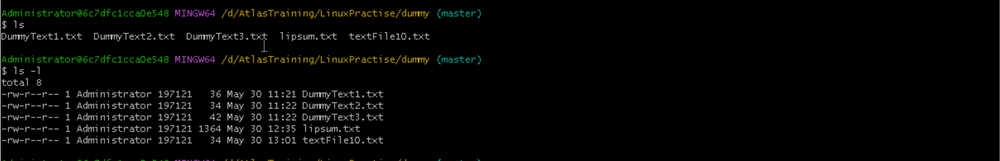 Administrator@6c7dfc1cca0e548 MINGW64 /d/AtlasTraining/LinuxPractise/dummy (master)
$ ls
DummyText1.txt  DummyText2.txt  DummyText3.txt  lipsum.txt  textFile10.txt
Administrator@6c7dfc1cca0e548 MINGW64 /d/AtlasTraining/LinuxPractise/dummy (master)
$ ls -l
total 8
-rw-r--r-- 1 Administrator 197121   36 May 30 11:21 DummyText1.txt
-rw-r--r-- 1 Administrator 197121   34 May 30 11:22 DummyText2.txt
-rw-r--r-- 1 Administrator 197121   42 May 30 11:22 DummyText3.txt
-rw-r--r-- 1 Administrator 197121 1364 May 30 12:35 lipsum.txt
-rw-r--r-- 1 Administrator 197121   34 May 30 13:01 textFile10.txt